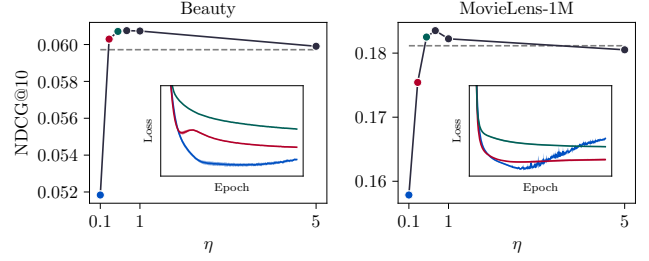 Beauty
NDCG@10
0.060
0.058
0.056
0.054
0.052
Loss
Epoch
0.1
1
5
η
MovieLens-1M
0.18
0.17
0.16
Loss
Epoch
0.1
1
5
η